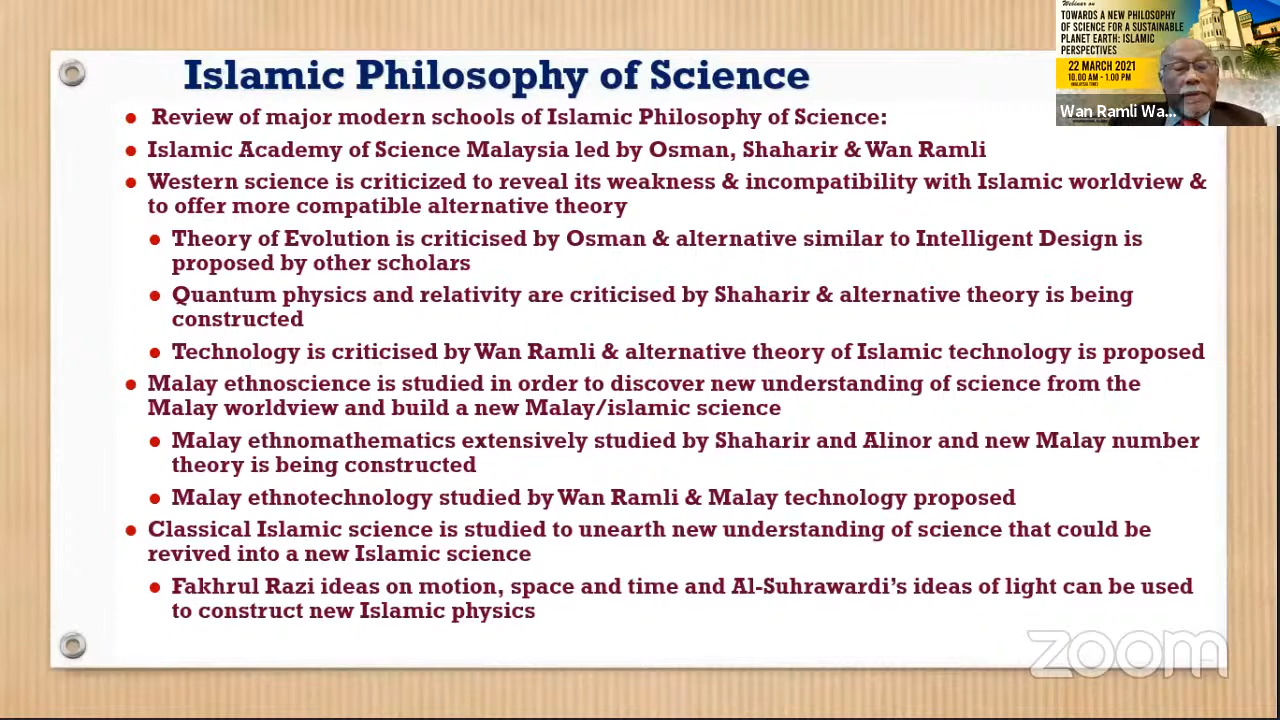 Islamic Philosophy of Science
Review of major modern schools of Islamic Philosophy of Science:
Islamic Academy of Science Malaysia led by Osman, Shaharir & Wan Ramli
Western science is criticized to reveal its weakness & incompatibility with Islamic worldview &
to offer more compatible alternative theory
Theory of Evolution is criticised by Osman & alternative similar to Intelligent Design is
proposed by other scholars
Quantum physics and relativity are criticised by Shaharir & alternative theory is being
constructed
Technology is criticised by Wan Ramli & alternative theory of Islamic technology is proposed
Malay ethnoscience is studied in order to discover new understanding of science from the
Malay worldview and build a new Malay/islamic science
Malay ethnomathematics extensively studied by Shaharir and Alinor and new Malay number
theory is being constructed
Malay ethnotechnology studied by Wan Ramli & Malay technology proposed
Classical Islamic science is studied to unearth new understanding of science that could be
revived into a new Islamic science
Fakhrul Razi ideas on motion, space and time and Al-Suhrawardi's ideas of light can be used
to construct new Islamic physics
Webinar on
TOWARDS A NEW PHILOSOPHY
OF SCIENCE FOR A SUSTAINABLE
PLANET EARTH: ISLAMIC
PERSPECTIVES
22 MARCH 2021
10.00 AM - 1.00 PM
(MALAYSIA TIME)
Wan Ramli Wa...
zoom